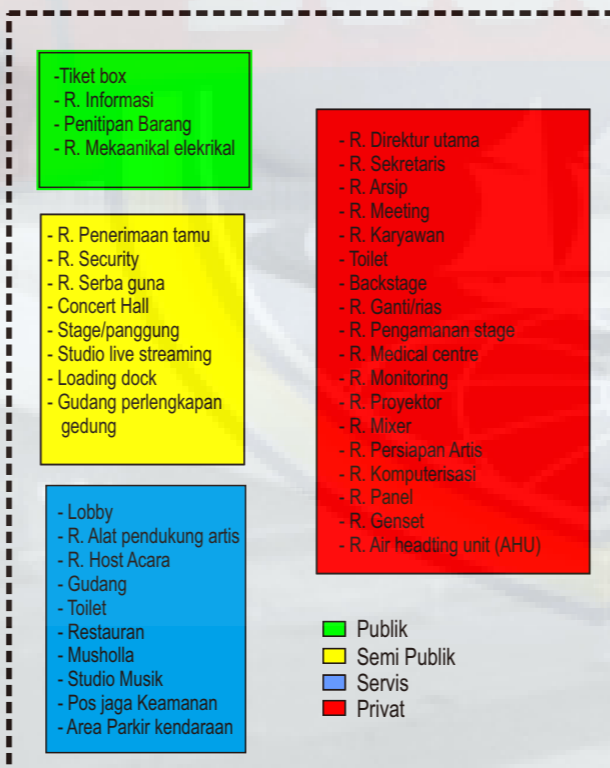 -Tiket box
- R. Informasi
- Penitipan Barang
- R. Mekaanikal elekrikal
- R. Penerimaan tamu
- R. Security
- R. Serba guna
- Concert Hall
- Stage/panggung
- Studio live streaming
- Loading dock
- Gudang perlengkapan
gedung
- Lobby
- R. Alat pendukung artis
- R. Host Acara
- Gudang
- Toilet
- Restauran
- Musholla
- Studio Musik
- Pos jaga Keamanan
- Area Parkir kendaraan
- R. Direktur utama
- R. Sekretaris
- R. Arsip
- R. Meeting
- R. Karyawan
- Toilet
- Backstage
- R. Ganti/rias
- R. Pengamanan stage
- R. Medical centre
- R. Monitoring
- R. Proyektor
- R. Mixer
- R. Persiapan Artis
- R. Komputerisasi
- R. Panel
- R. Genset
- R. Air headting unit (AHU)
Publik
Semi Publik
Servis
Privat